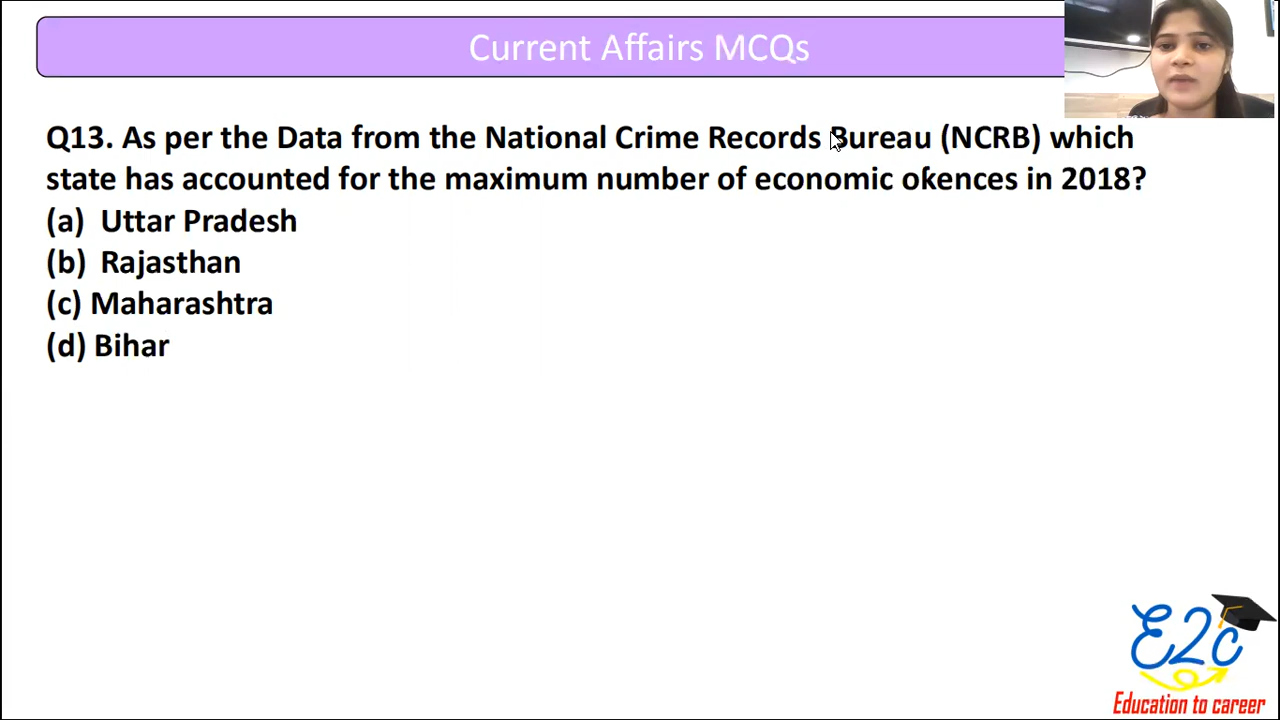 Current Affairs MCQs
Q13. As per the Data from the National Crime Records Bureau (NCRB) which
state has accounted for the maximum number of economic oƙences in 2018?
(a) Uttar Pradesh
(b) Rajasthan
(c) Maharashtra
(d) Bihar
E2c
Education to career